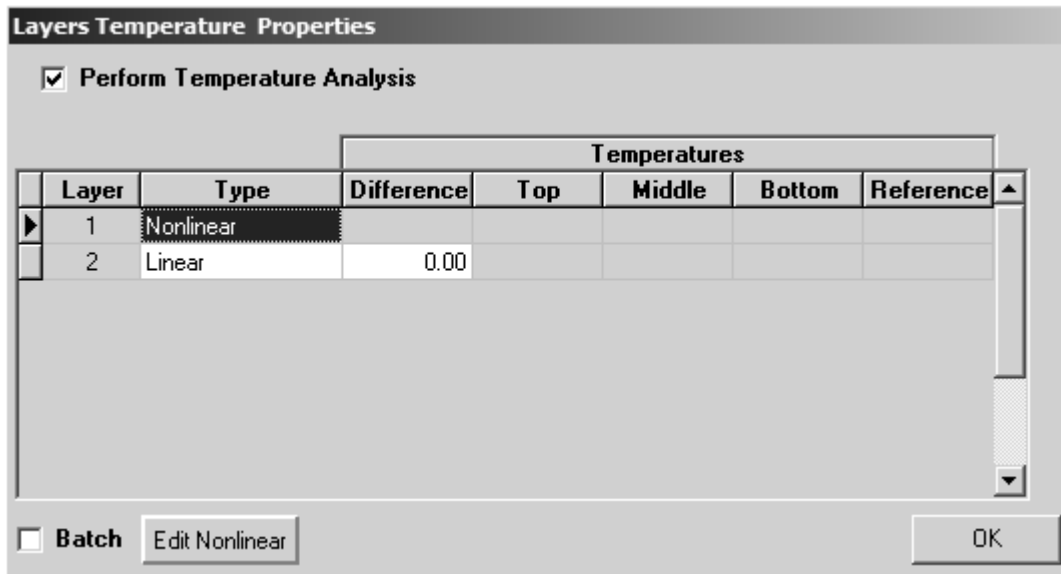 Layers Temperature Properties
Perform Temperature Analysis
Temperatures
Layer Type Difference Top Middle Bottom Reference
1 Nonlinear
2 Linear 0.00
Batch Edit Nonlinear OK